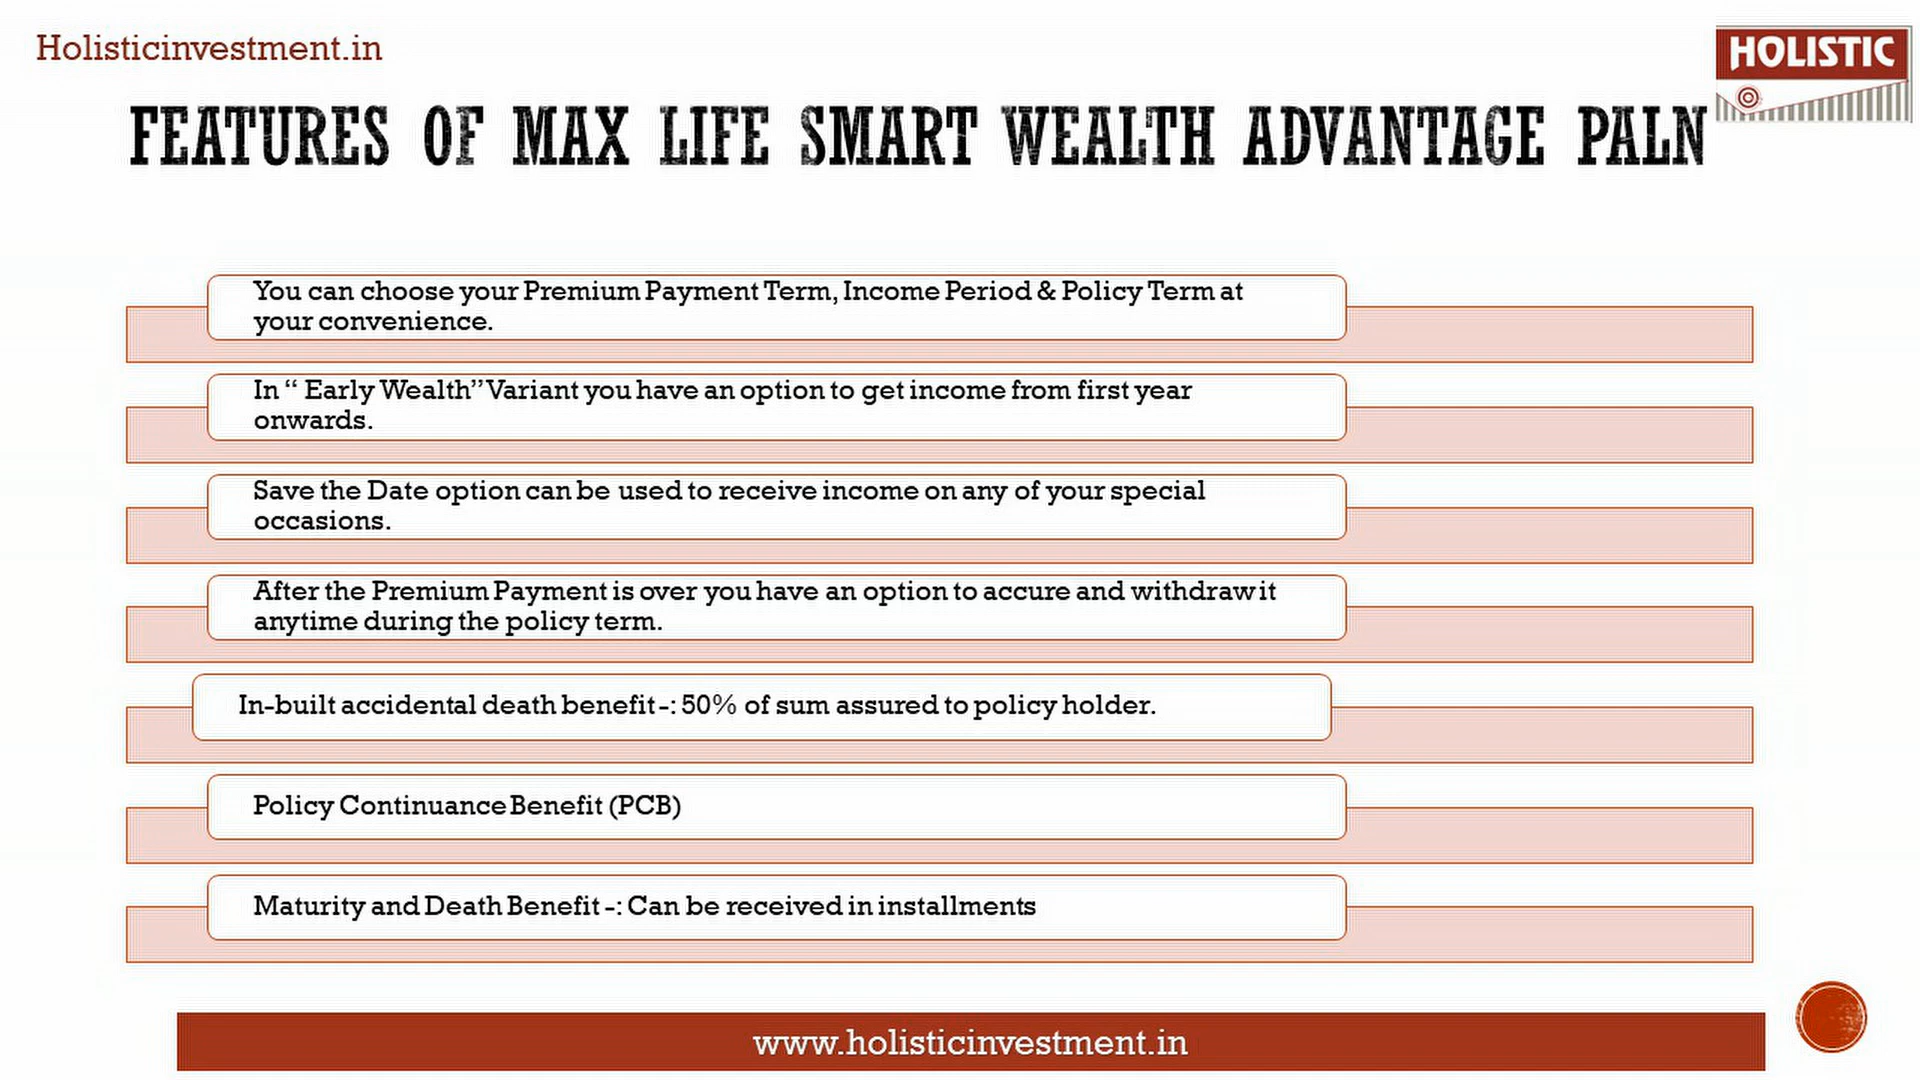 Holisticinvestment.in
HOLISTIC
FEATURES OF MAX LIFE SMART WEALTH ADVANTAGE PALN
You can choose your Premium Payment Term, Income Period & Policy Term at
your convenience.
In “ Early Wealth” Variant you have an option to get income from first year
onwards.
Save the Date option can be used to receive income on any of your special
occasions.
After the Premium Payment is over you have an option to accure and withdraw it
anytime during the policy term.
In-built accidental death benefit -: 50% of sum assured to policy holder.
Policy Continuance Benefit (PCB)
Maturity and Death Benefit -: Can be received in installments
www.holisticinvestment.in